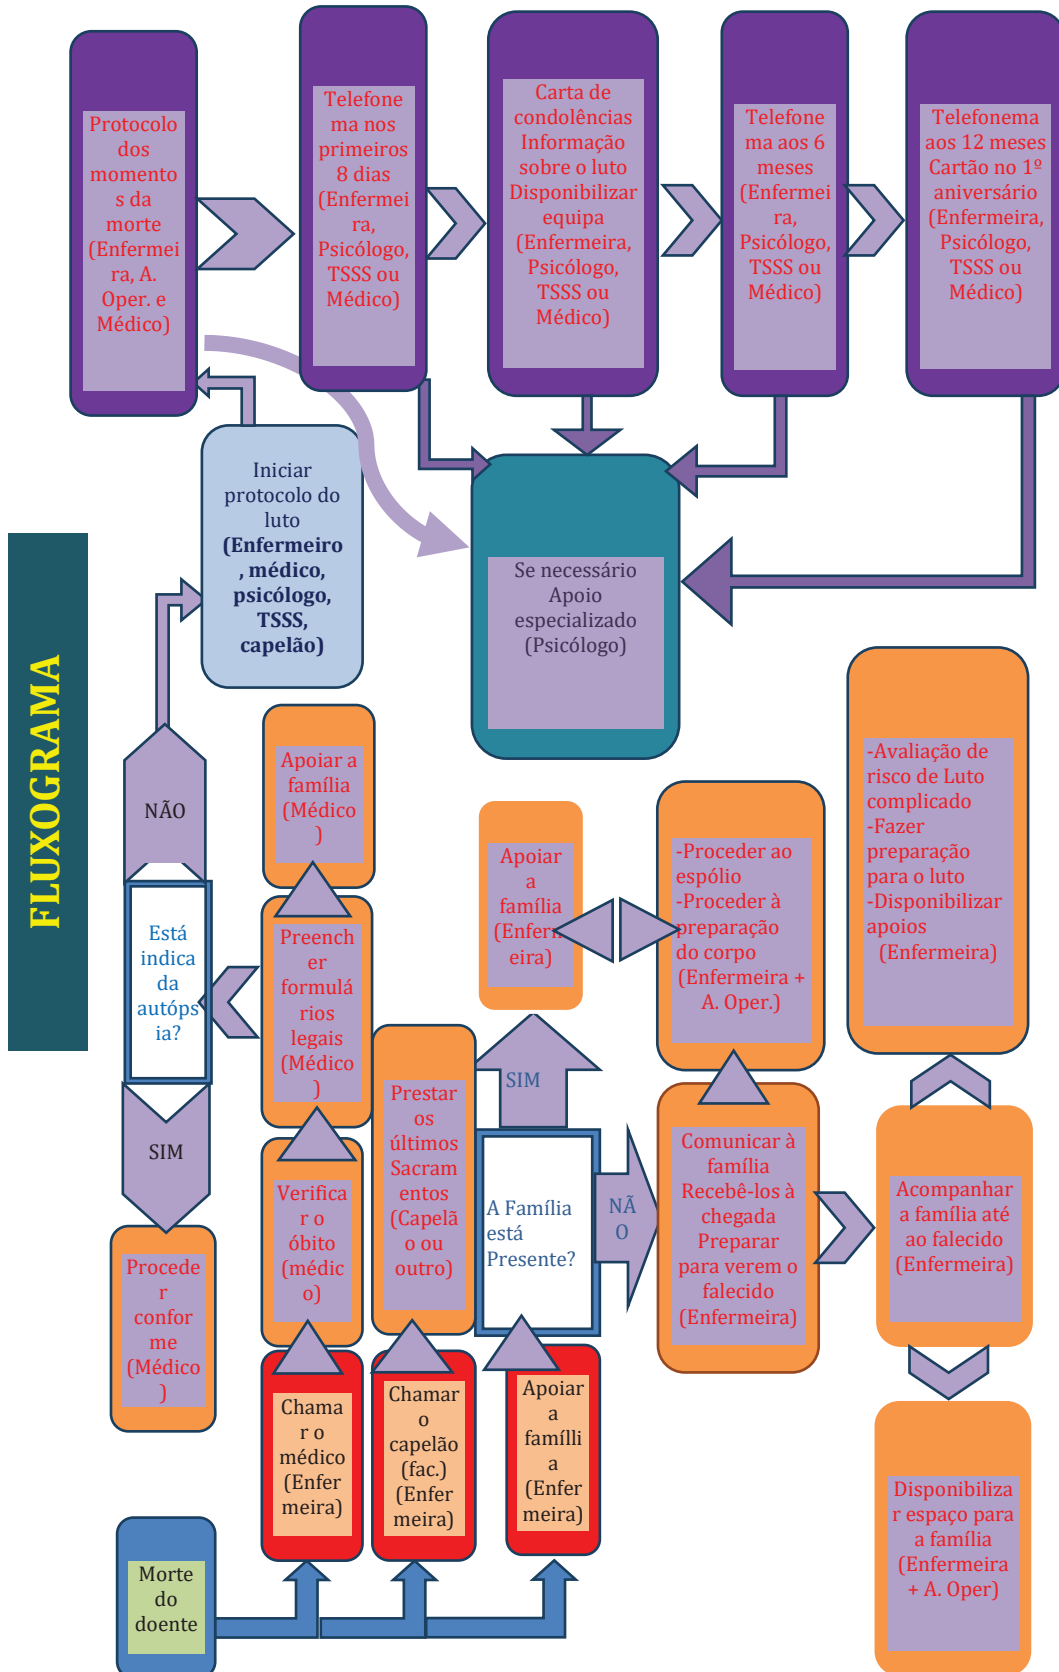 Protocolo
dos
momento
s da
morte
(Enfermei
ra, A.
Oper. e
Médico)
Telefone
ma nos
primeiros
8 dias
(Enfermei
ra,
Psicólogo,
TSSS ou
Médico)
Carta de
condolências
Informação
sobre o luto
Disponibilizar
equipa
(Enfermeira,
Psicólogo,
TSSS ou
Médico)
Telefone
ma aos 6
meses
(Enfermei
ra,
Psicólogo,
TSSS ou
Médico)
Telefonema
aos 12 meses
Cartão no 1º
aniversário
(Enfermeira,
Psicólogo,
TSSS ou
Médico)
Iniciar
protocolo do
luto
(Enfermeiro
, médico,
psicólogo,
TSSS,
capelão)
Se necessário
Apoio
especializado
(Psicólogo)
FLUXOGRAMA
NÃO
Está
indica
da
autóps
ia?
SIM
Procede
r
confor
me
(Médico
)
Apoiar a
família
(Médico
)
Preench
er
formulá
rios
legais
(Médico
)
Verifica
r o
óbito
(médic
o)
Chama
r o
médico
(Enfer
meira)
Prestar
os
últimos
Sacram
entos
(Capelã
o ou
outro)
Chamar
o
capelão
(fac.)
(Enfer
meira)
Apoiar
a
família
(Enfer
meira)
SIM
A Família
está
Presente?
NÃ
O
Apoiar
a
famílli
a
(Enfer
meira)
-Proceder ao
espólio
-Proceder à
preparação
do corpo
(Enfermeira +
A. Oper.)
Comunicar à
família
Recebê-los à
chegada
Preparar
para verem o
falecido
(Enfermeira)
-Avaliação de
risco de Luto
complicado
-Fazer
preparação
para o luto
-Disponibilizar
apoios
(Enfermeira)
Acompanhar
a família até
ao falecido
(Enfermeira)
Disponibiliza
r espaço para
a família
(Enfermeira
+ A. Oper)
Morte
do
doente